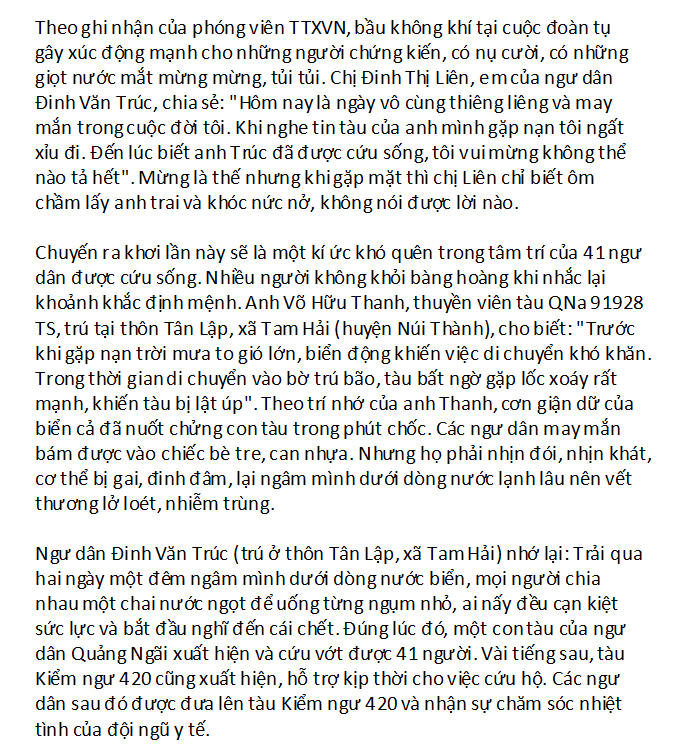 Theo ghi nhận của phóng viên TTXVN, bầu không khí tại cuộc đoàn tụ
gây xúc động mạnh cho những người chứng kiến, có nụ cười, có những
giọt nước mắt mừng mừng, tủi tủi. Chị Đinh Thị Liên, em của ngư dân
Đinh Văn Trúc, chia sẻ: "Hôm nay là ngày vô cùng thiêng liêng và may
mắn trong cuộc đời tôi. Khi nghe tin tàu của anh mình gặp nạn tôi ngất
xỉu đi. Đến lúc biết anh Trúc đã được cứu sống, tôi vui mừng không thể
nào tả hết". Mừng là thế nhưng khi gặp mặt thì chị Liên chỉ biết ôm
chầm lấy anh trai và khóc nức nở, không nói được lời nào.
Chuyến ra khơi lần này sẽ là một kí ức khó quên trong tâm trí của 41 ngư
dân được cứu sống. Nhiều người không khỏi bàng hoàng khi nhắc lại
khoảnh khắc định mệnh. Anh Võ Hữu Thanh, thuyền viên tàu QNa 91928
TS, trú tại thôn Tân Lập, xã Tam Hải (huyện Núi Thành), cho biết: "Trước
khi gặp nạn trời mưa to gió lớn, biển động khiến việc di chuyển khó khăn.
Trong thời gian di chuyển vào bờ trú bão, tàu bất ngờ gặp lốc xoáy rất
mạnh, khiến tàu bị lật úp". Theo trí nhớ của anh Thanh, cơn giận dữ của
biển cả đã nuốt chửng con tàu trong phút chốc. Các ngư dân may mắn
bám được vào chiếc bè tre, can nhựa. Nhưng họ phải nhịn đói, nhịn khát,
cơ thể bị gai, đinh đâm, lại ngâm mình dưới dòng nước lạnh lâu nên vết
thương lở loét, nhiễm trùng.
Ngư dân Đinh Văn Trúc (trú ở thôn Tân Lập, xã Tam Hải) nhớ lại: Trải qua
hai ngày một đêm ngâm mình dưới dòng nước biển, mọi người chia
nhau một chai nước ngọt để uống từng ngụm nhỏ, ai nấy đều cạn kiệt
sức lực và bắt đầu nghĩ đến cái chết. Đúng lúc đó, một con tàu của ngư
dân Quảng Ngãi xuất hiện và cứu vớt được 41 người. Vài tiếng sau, tàu
Kiểm ngư 420 cũng xuất hiện, hỗ trợ kịp thời cho việc cứu hộ. Các ngư
dân sau đó được đưa lên tàu Kiểm ngư 420 và nhận sự chăm sóc nhiệt
tình của đội ngũ y tế.